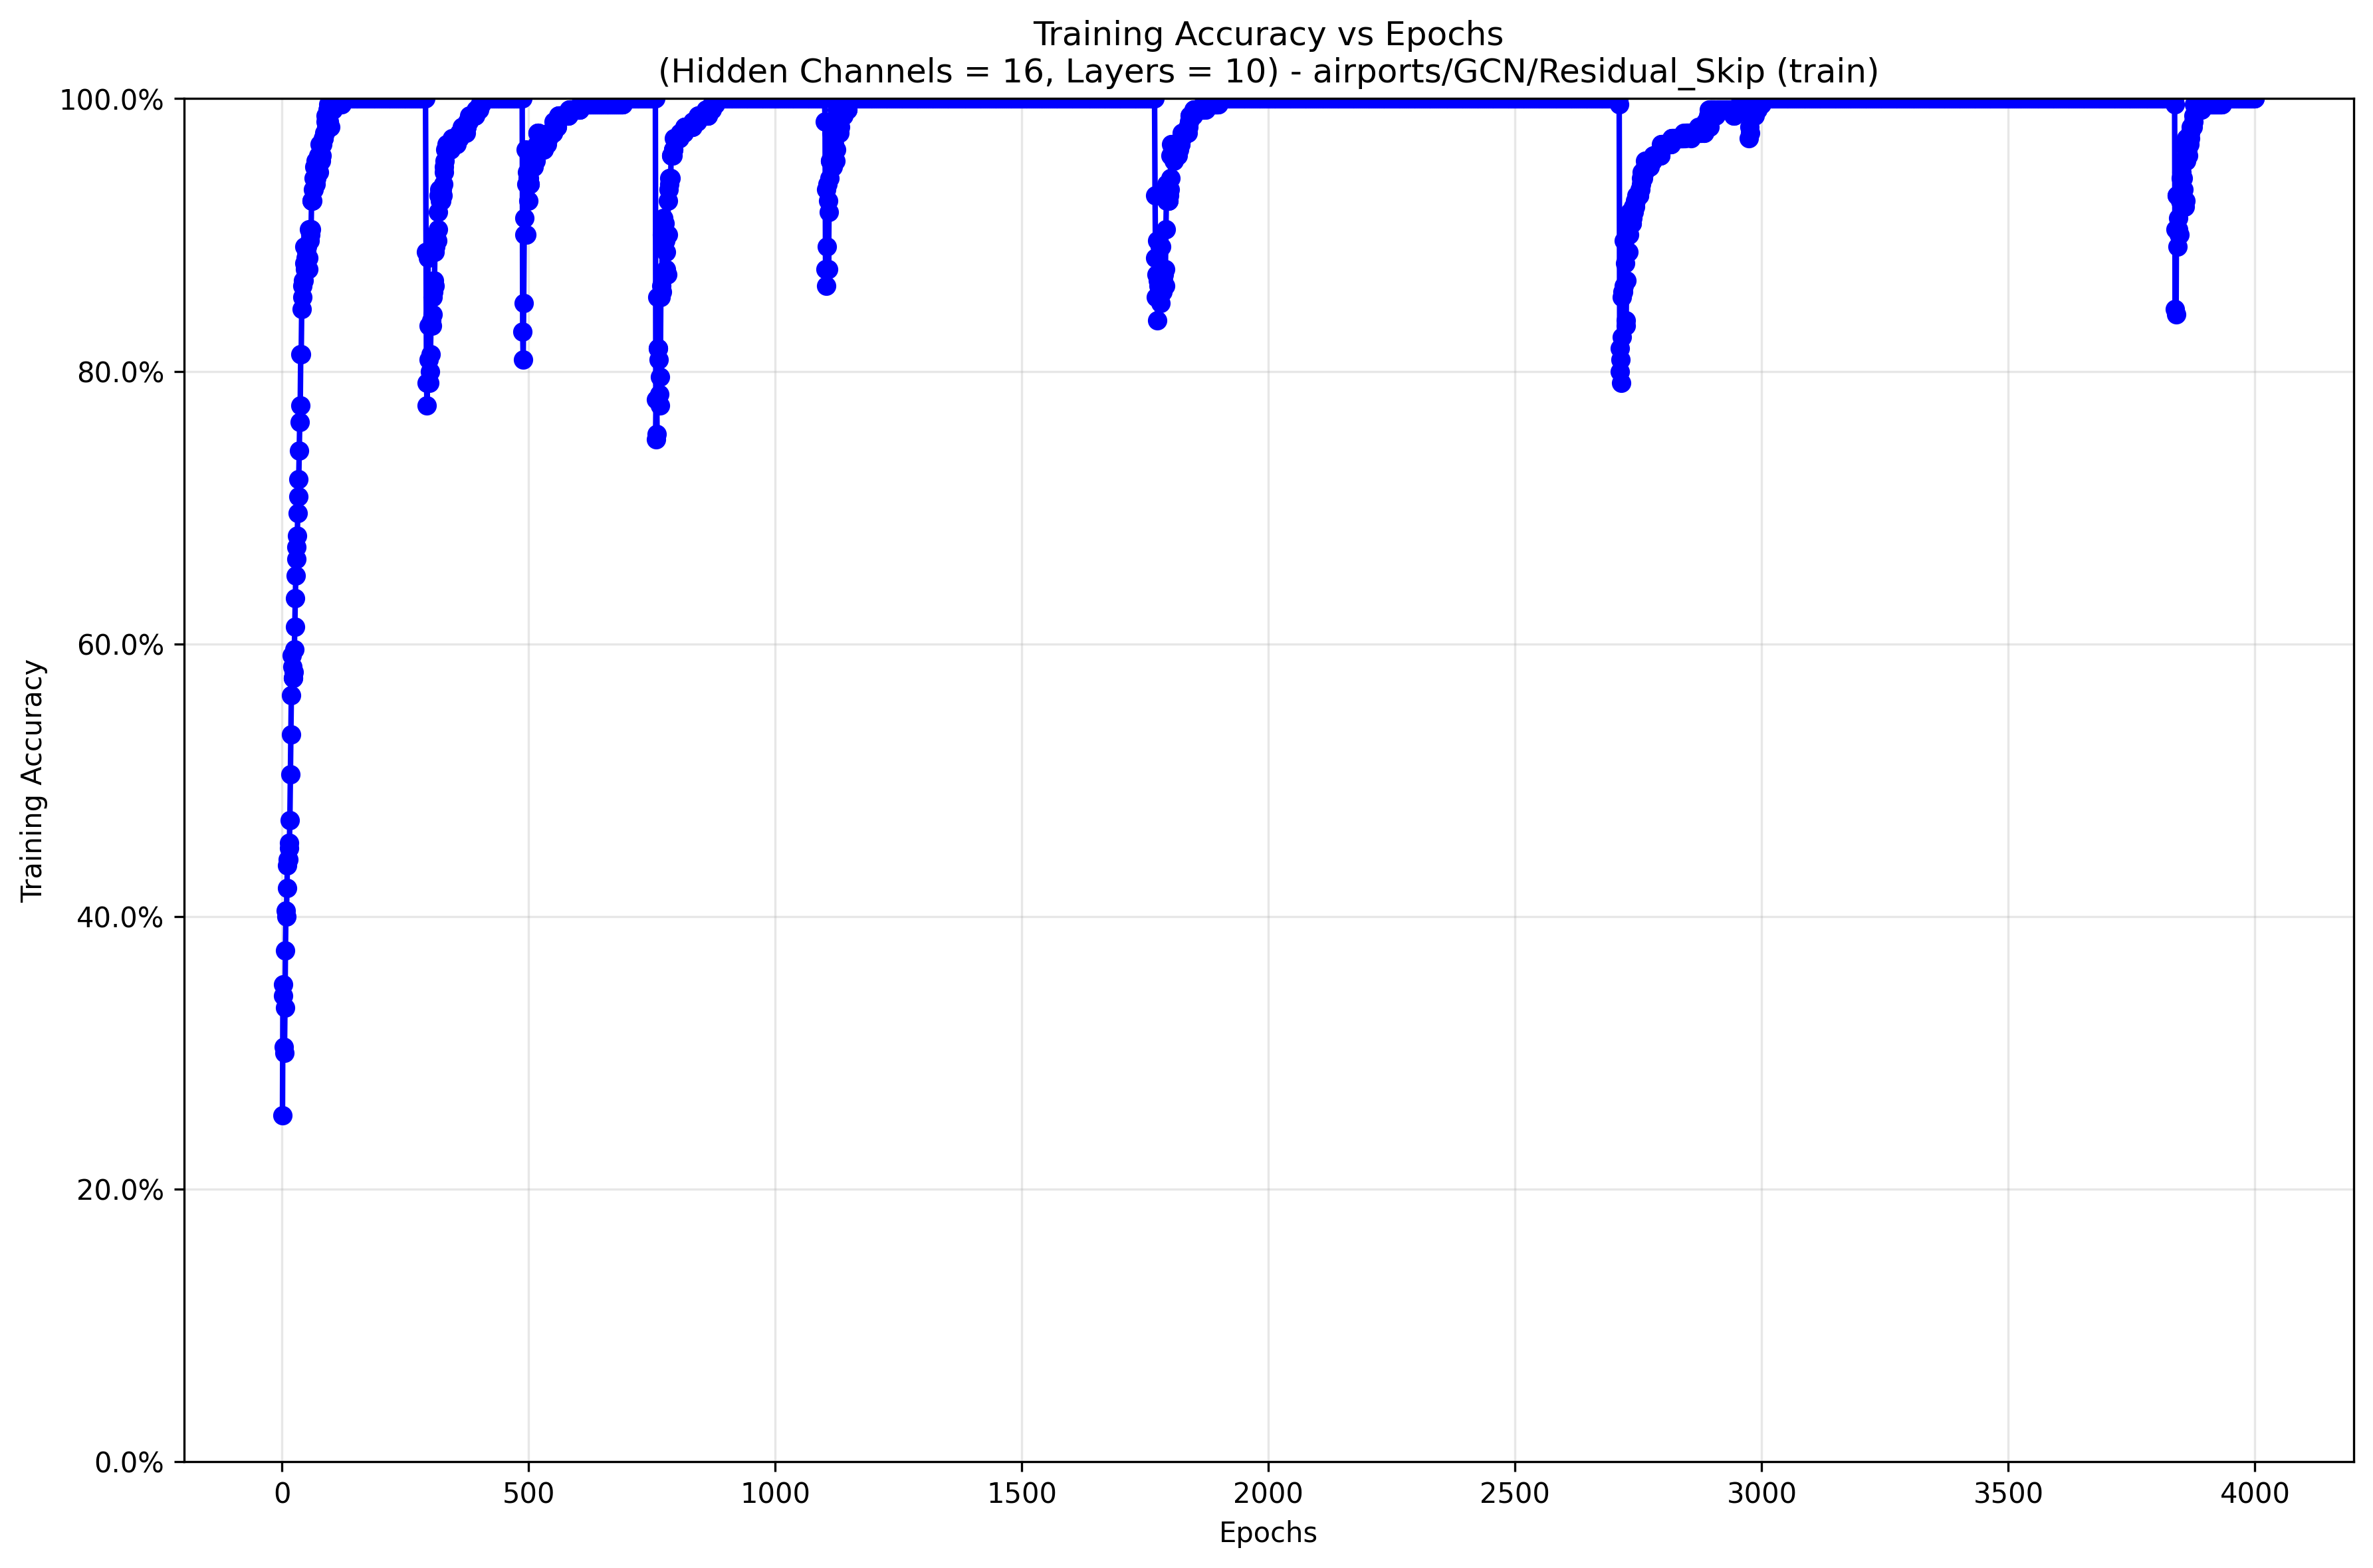 Training Accuracy vs Epochs
(Hidden Channels = 16, Layers = 10) - airports/GCN/Residual_Skip (train)
100.0%
80.0%
60.0%
40.0%
20.0%
0.0%
Training Accuracy
0 500 1000 1500 2000 2500 3000 3500 4000
Epochs